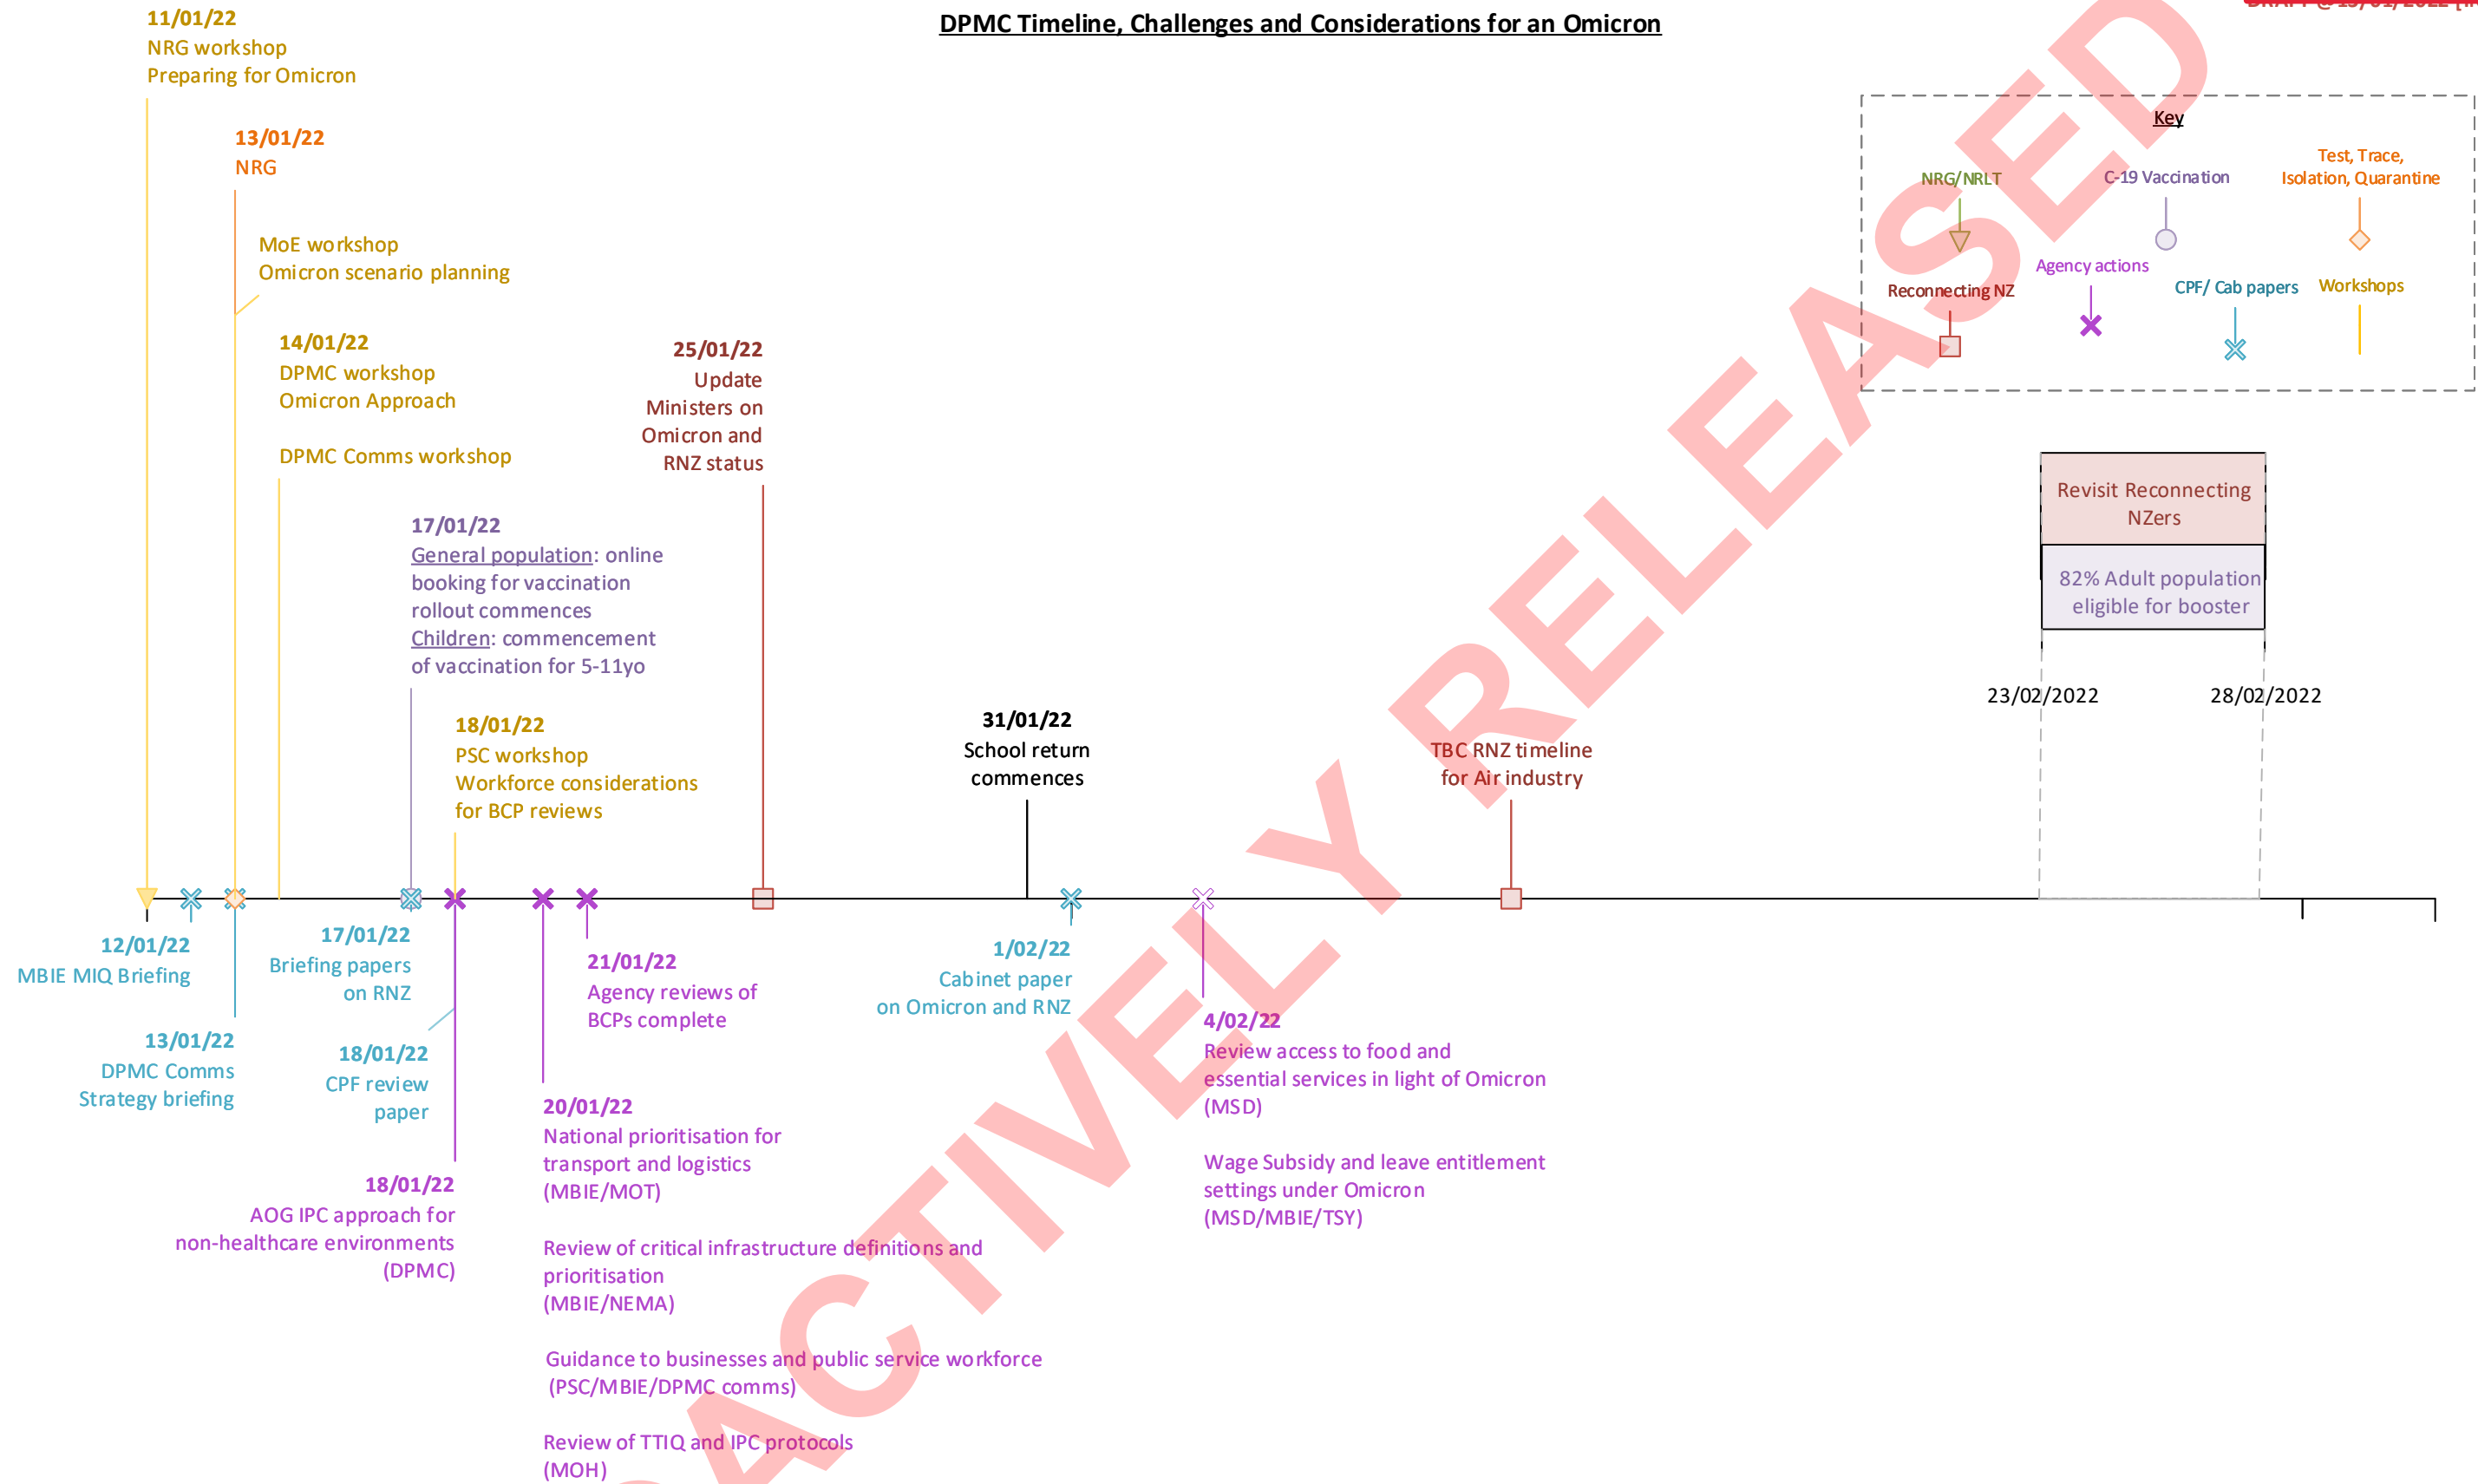 DPMC Timeline, Challenges and Considerations for an Omicron
11/01/22
NRG workshop
Preparing for Omicron
13/01/22
NRG
MoE workshop
Omicron scenario planning
14/01/22
DPMC workshop
Omicron Approach
DPMC Comms workshop
17/01/22
General population: online
booking for vaccination
rollout commences
Children: commencement
of vaccination for 5-11yo
18/01/22
PSC workshop
Workforce considerations
for BCP reviews
25/01/22
Update
Ministers on
Omicron and
RNZ status
31/01/22
School return
commences
TBC RNZ timeline
for Air industry
Key
NRG/NRLT
C-19 Vaccination
Test, Trace,
Isolation, Quarantine
Reconnecting NZ
Agency actions
CPF/ Cab papers
Workshops
Revisit Reconnecting
NZers
82% Adult population
eligible for booster
23/02/2022
28/02/2022
12/01/22
MBIE MIQ Briefing
13/01/22
DPMC Comms
Strategy briefing
17/01/22
Briefing papers
on RNZ
18/01/22
CPF review
paper
18/01/22
AOG IPC approach for
non-healthcare environments
(DPMC)
20/01/22
National prioritisation for
transport and logistics
(MBIE/MOT)
Review of critical infrastructure definitions and
prioritisation
(MBIE/NEMA)
Guidance to businesses and public service workforce
(PSC/MBIE/DPMC comms)
Review of TTIQ and IPC protocols
(MOH)
21/01/22
Agency reviews of
BCPs complete
1/02/22
Cabinet paper
on Omicron and RNZ
4/02/22
Review access to food and
essential services in light of Omicron
(MSD)
Wage Subsidy and leave entitlement
settings under Omicron
(MSD/MBIE/TSY)
ACTIVELY RELEASED